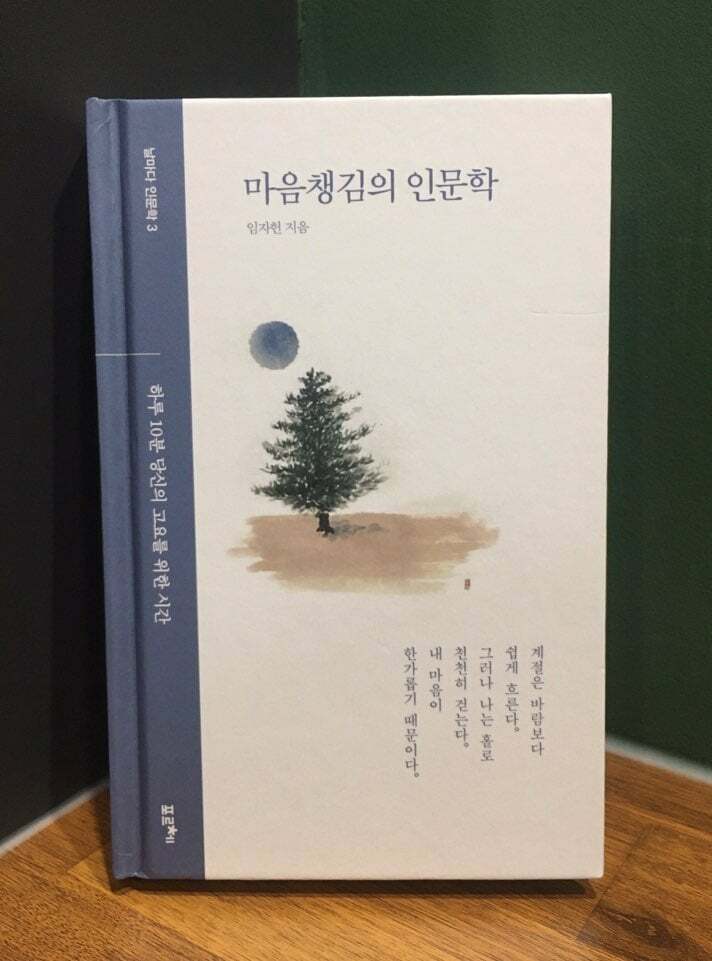 마음챙김의 인문학
임자헌 지음
날마다 인문학 3
하루 10분 당신의 고요를 위한 시간
포르체
계절은 바람보다
쉽게 흐른다。
그러나 나는 홀로
천천히 걷는다。
내 마음이
한가롭기 때문이다。